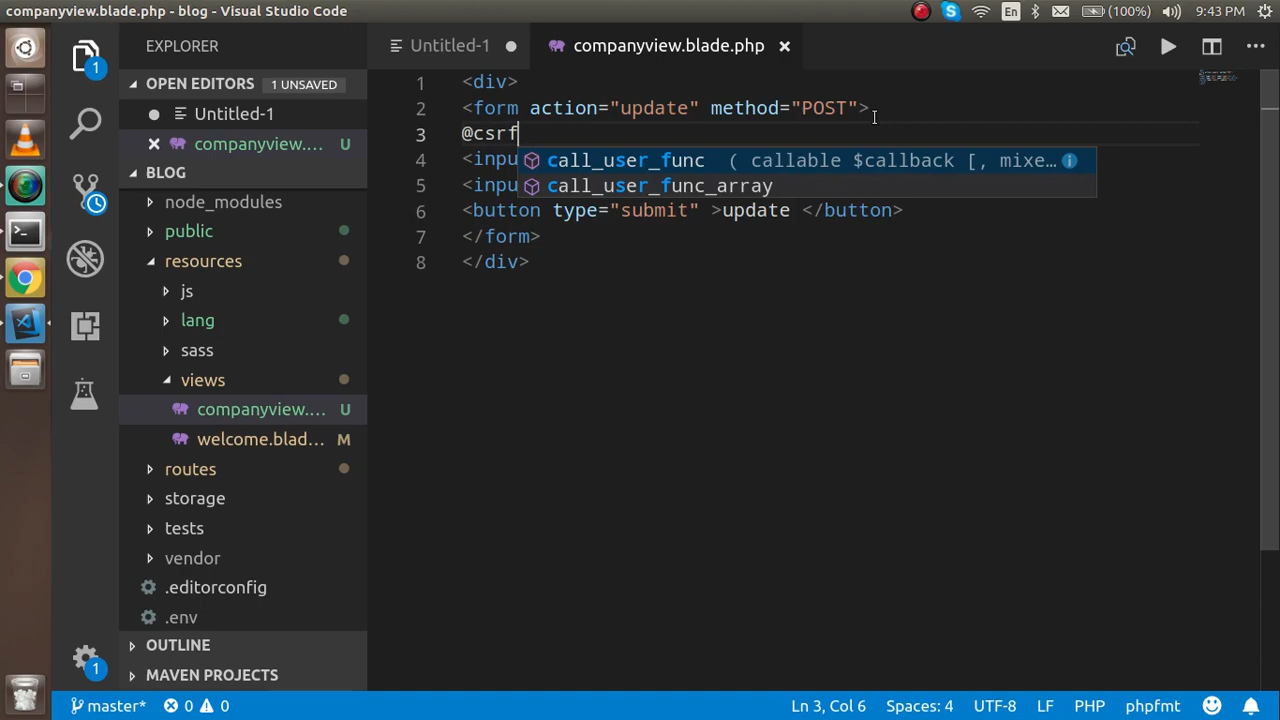 companyview.blade.php - blog - Visual Studio Code
En
(100%)
9:43 PM
EXPLORER
Untitled-1
companyview.blade.php
OPEN EDITORS
1 UNSAVED
Untitled-1
companyview.... U
BLOG
node_modules
public
resources
js
lang
sass
views
companyview.... U
welcome.blad... M
routes
storage
tests
vendor
.editorconfig
.env
OUTLINE
MAVEN PROJECTS
1
1
1 <div>
2 <form action="update" method="POST">
3 @csrf
4 <inpu
call_user_func ( callable $callback [, mixe...
5 <inpu
call_user_func_array
6 <button type="submit" >update </button>
7 </form>
8 </div>
master*
0
0
Ln 3, Col 6
Spaces: 4
UTF-8
LF
PHP
phpfmt